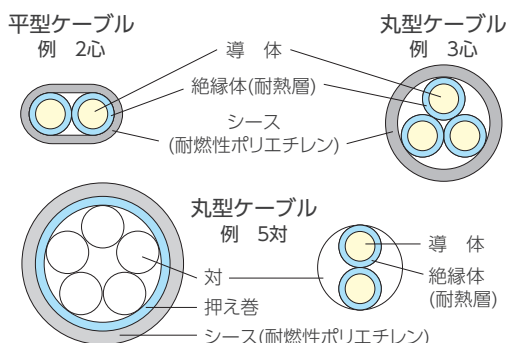 平型ケーブル
例　2心
丸型ケーブル
例　3心
導　体
絶縁体(耐熱層)
シース
(耐燃性ポリエチレン)
丸型ケーブル
例　5対
対
押え巻
シース(耐燃性ポリエチレン)
導　体
絶縁体
(耐熱層)